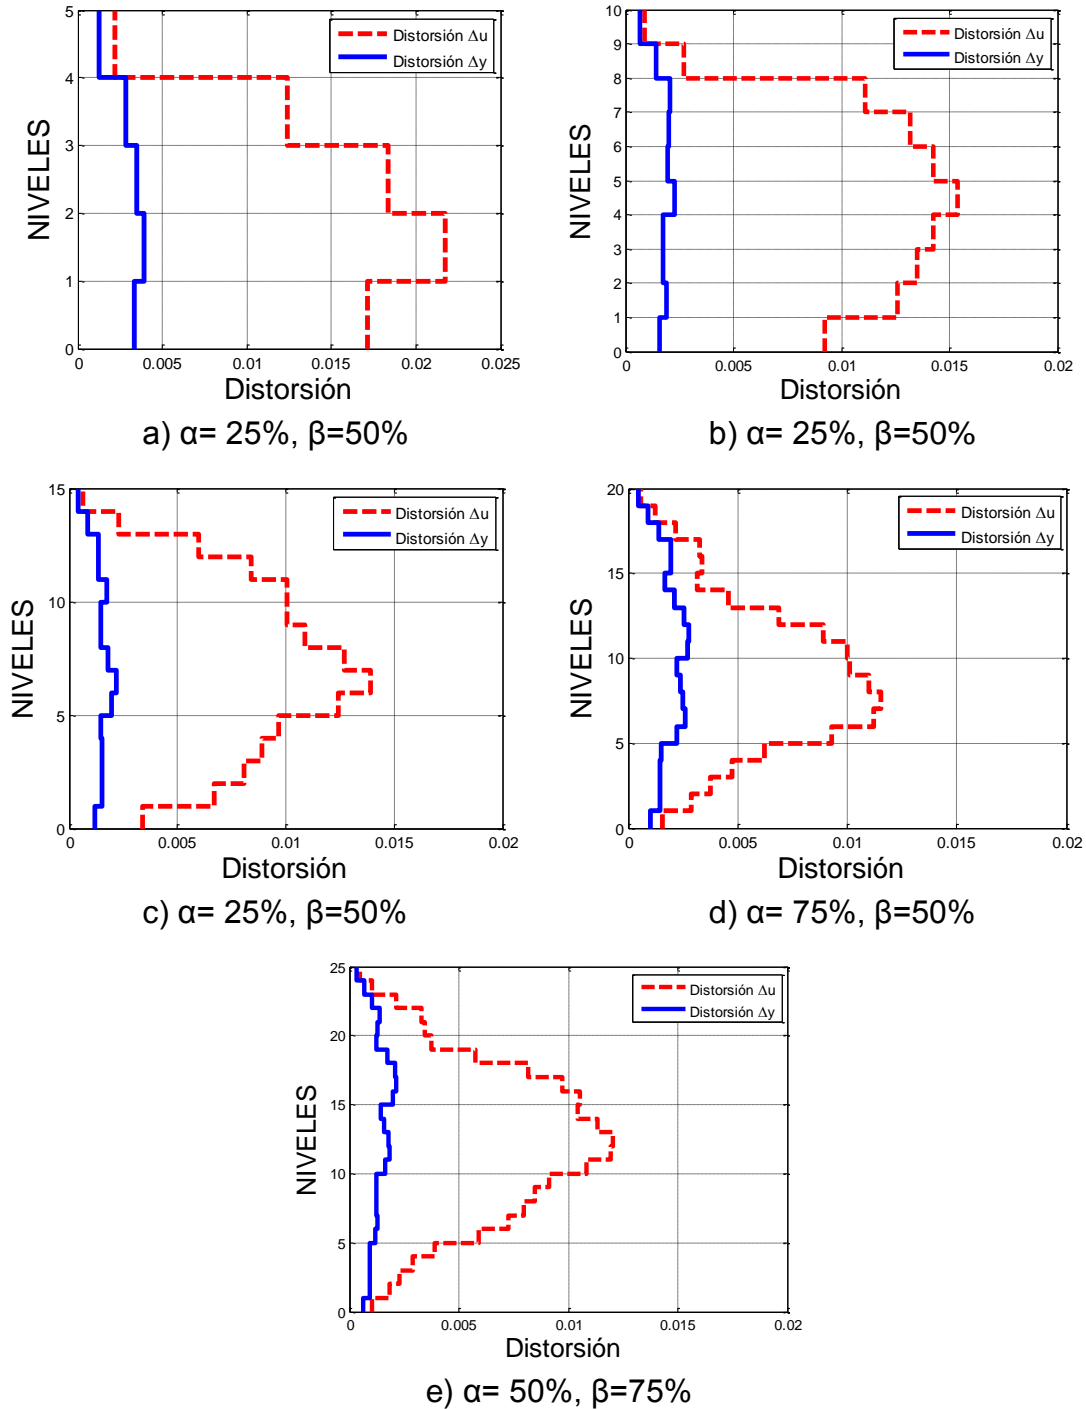 5
4
3
2
1
0
NIVELES
Distorsión Δu
Distorsión Δy
0
0.005
0.01
0.015
0.02
0.025
Distorsión
a) α= 25%, β=50%
10
9
8
7
6
5
4
3
2
1
0
NIVELES
Distorsión Δu
Distorsión Δy
0
0.005
0.01
0.015
0.02
Distorsión
b) α= 25%, β=50%
15
10
5
0
NIVELES
Distorsión Δu
Distorsión Δy
0
0.005
0.01
0.015
0.02
Distorsión
c) α= 25%, β=50%
20
15
10
5
0
NIVELES
Distorsión Δu
Distorsión Δy
0
0.005
0.01
0.015
0.02
Distorsión
d) α= 75%, β=50%
25
20
15
10
5
0
NIVELES
Distorsión Δu
Distorsión Δy
0
0.005
0.01
0.015
0.02
Distorsión
e) α= 50%, β=75%